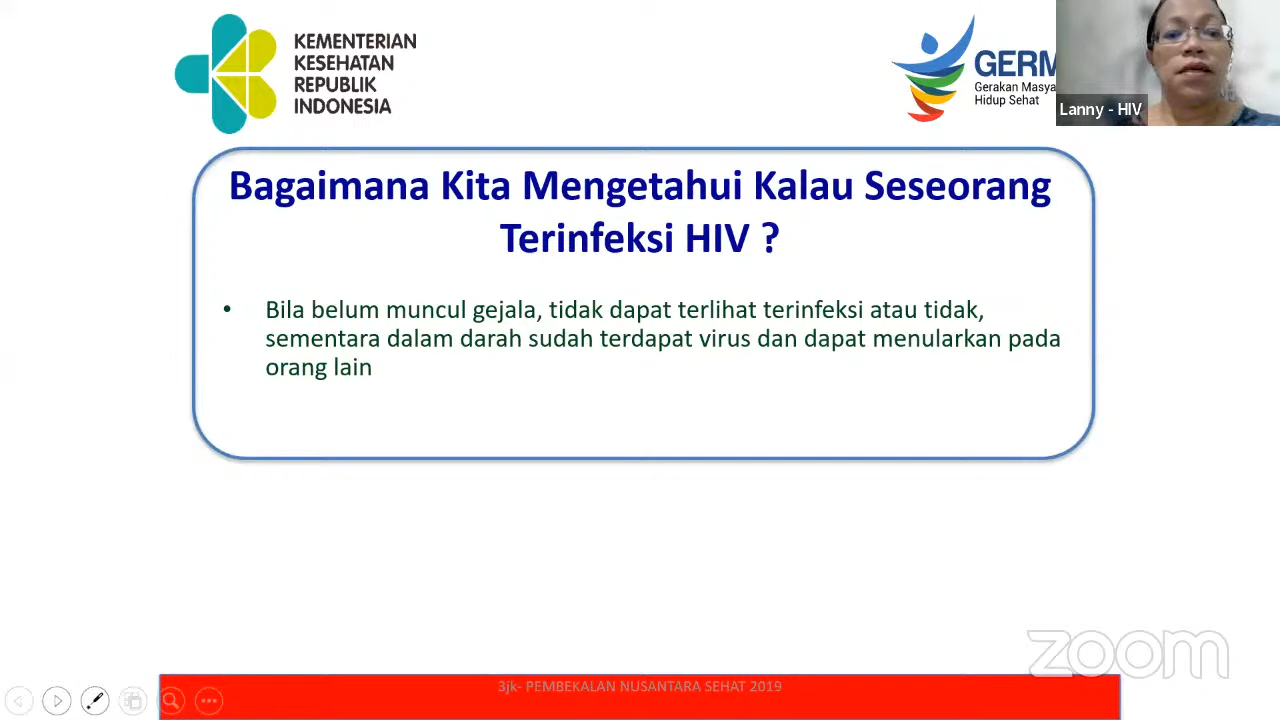 KEMENTERIAN
KESEHATAN
REPUBLIK
INDONESIA
GERM
Gerakan Masya
Hidup Sehat
Lanny - HIV
Bagaimana Kita Mengetahui Kalau Seseorang
Terinfeksi HIV ?
• Bila belum muncul gejala, tidak dapat terlihat terinfeksi atau tidak,
sementara dalam darah sudah terdapat virus dan dapat menularkan pada
orang lain
zoom
3jk- PEMBEKALAN NUSANTARA SEHAT 2019